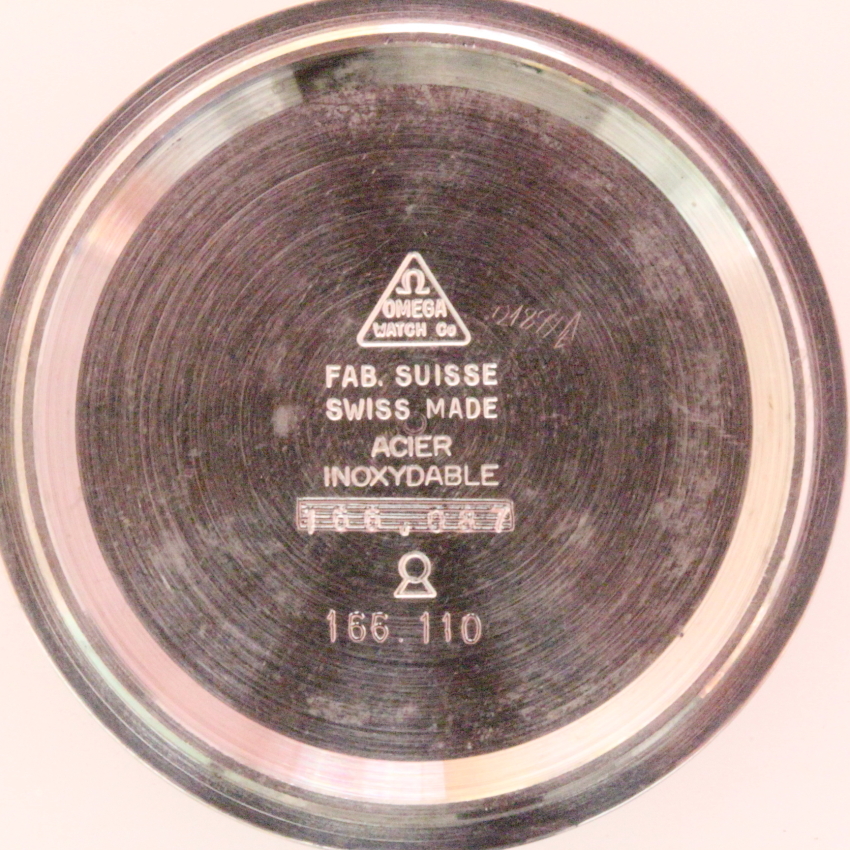 Ω
OMEGA
WATCH Co
FAB. SUISSE
SWISS MADE
ACIER
INOXYDABLE
166.110